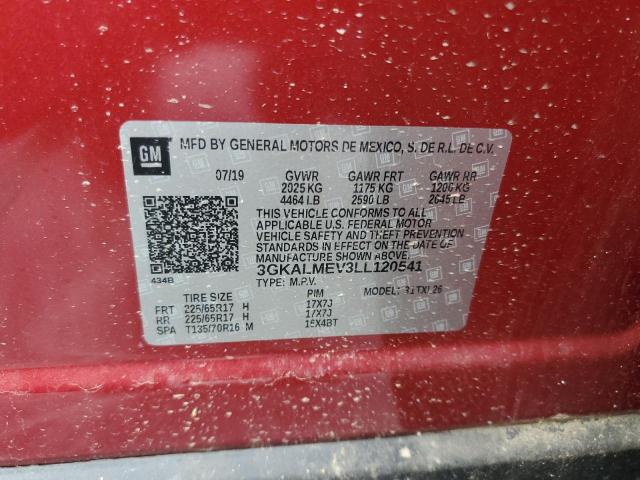 GM
MFD BY GENERAL MOTORS DE MEXICO, S. DE R.L. DE C.V.
07/19 GVWR GAWR FRT GAWR RR
2025 KG 1175 KG 1200 KG
4464 LB 2590 LB 2645 LB
THIS VEHICLE CONFORMS TO ALL
APPLICABLE U.S. FEDERAL MOTOR
VEHICLE SAFETY AND THEFT PREVENTION
STANDARDS IN EFFECT ON THE DATE OF
MANUFACTURE SHOWN ABOVE.
3GKALMEV3LL120541
434B
TYPE: M.P.V. MODEL:
TIRE SIZE RIM
FRT 225/65R17 H 17X7J
RR 225/65R17 H 17X7J
SPA T135/70R16 M 16X4BT